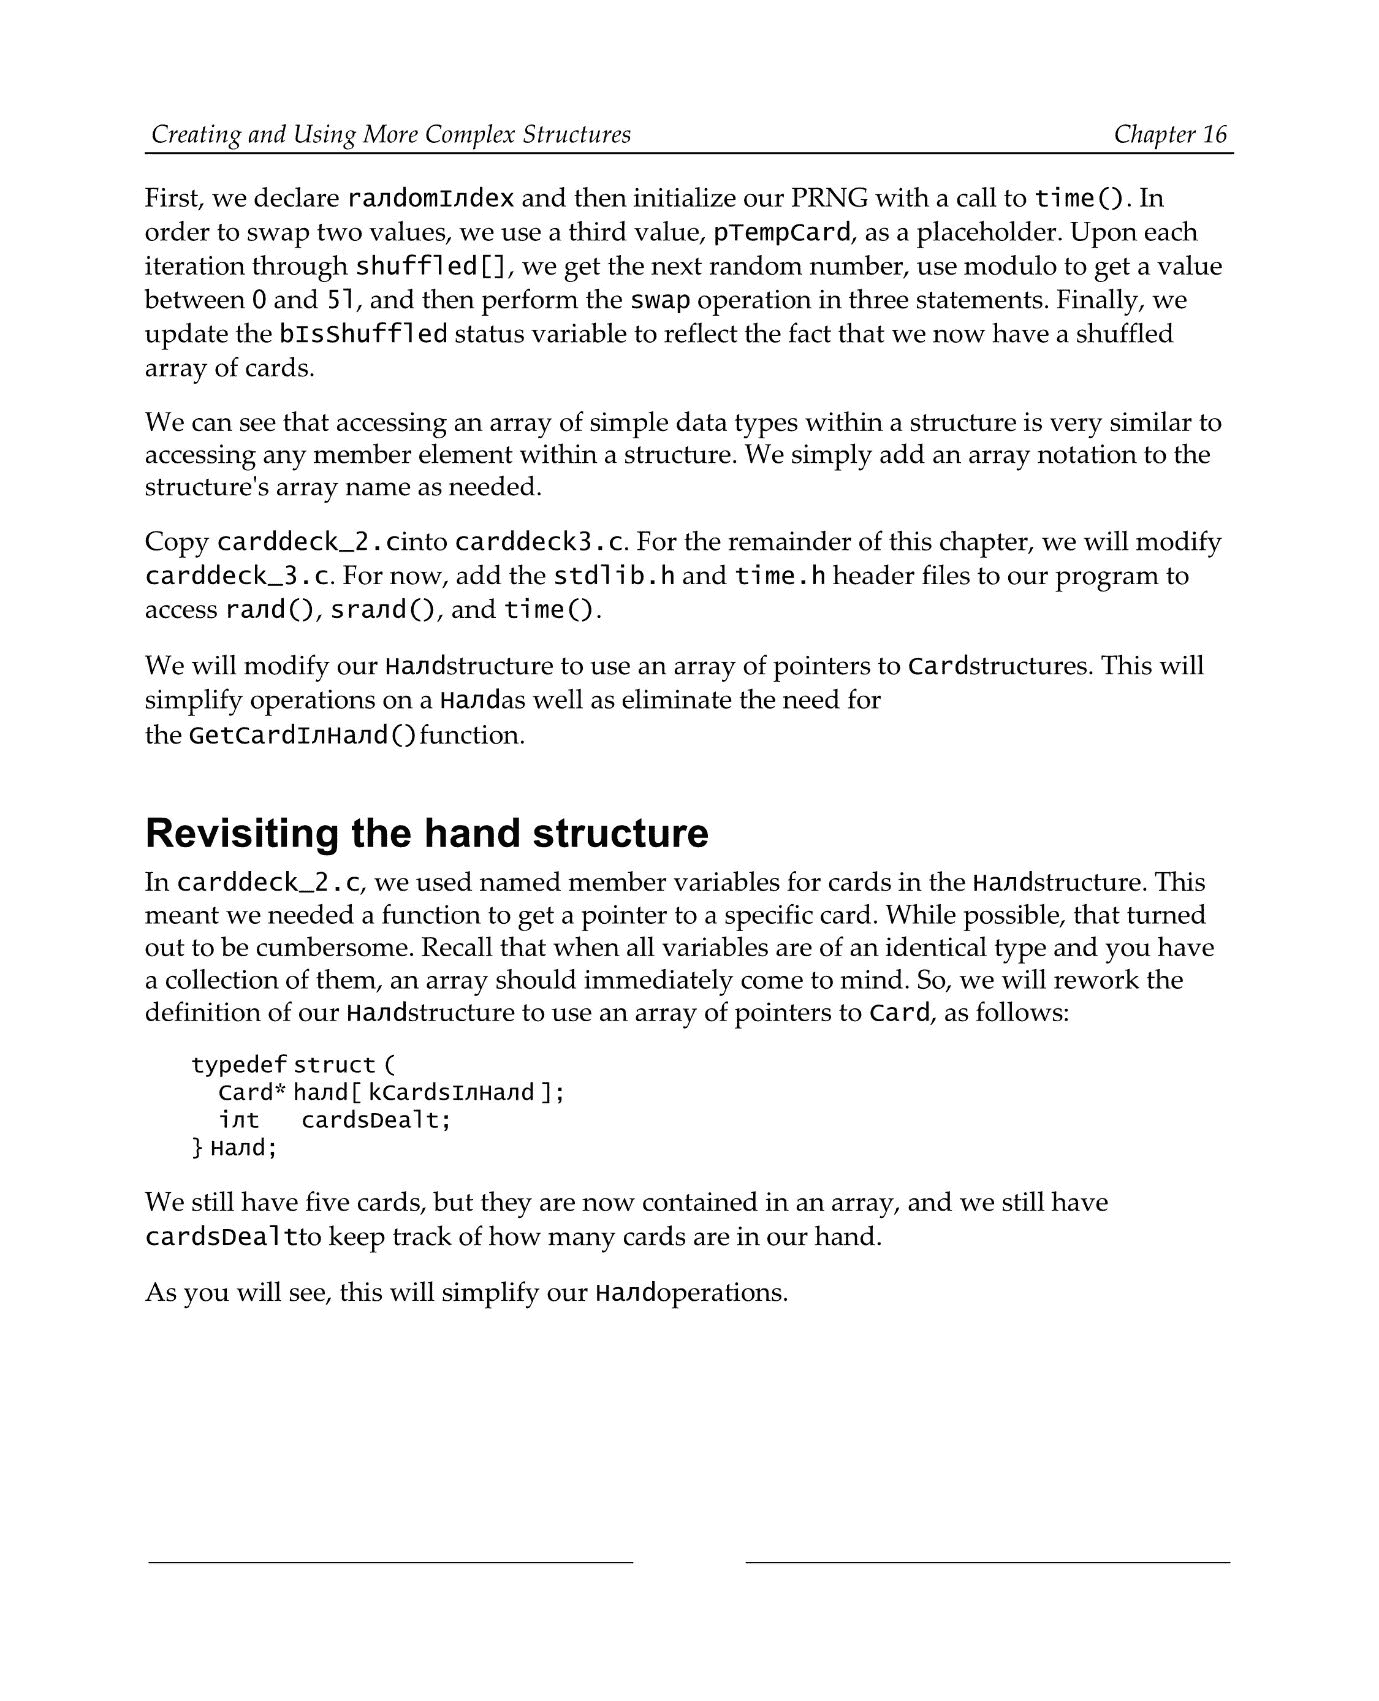 Creating and Using More Complex Structures Chapter 16
First, we declare raлdomIлdex and then initialize our PRNG with a call to time(). In
order to swap two values, we use a third value, pTempCard, as a placeholder. Upon each
iteration through shuffled[], we get the next random number, use modulo to get a value
between 0 and 5l, and then perform the swap operation in three statements. Finally, we
update the bIsShuffled status variable to reflect the fact that we now have a shuffled
array of cards.
We can see that accessing an array of simple data types within a structure is very similar to
accessing any member element within a structure. We simply add an array notation to the
structure's array name as needed.
Copy carddeck_2.cinto carddeck3.c. For the remainder of this chapter, we will modify
carddeck_3.c. For now, add the stdlib.h and time.h header files to our program to
access raлd(), sraлd(), and time().
We will modify our Haлdstructure to use an array of pointers to Cardstructures. This will
simplify operations on a Haлdas well as eliminate the need for
the GetCardIлHaлd()function.
Revisiting the hand structure
In carddeck_2.c, we used named member variables for cards in the Haлdstructure. This
meant we needed a function to get a pointer to a specific card. While possible, that turned
out to be cumbersome. Recall that when all variables are of an identical type and you have
a collection of them, an array should immediately come to mind. So, we will rework the
definition of our Haлdstructure to use an array of pointers to Card, as follows:
typedef struct (
Card* haлd[ kCardsIлHaлd ];
iлt cardsDealt;
} Haлd;
We still have five cards, but they are now contained in an array, and we still have
cardsDealtto keep track of how many cards are in our hand.
As you will see, this will simplify our Haлdoperations.